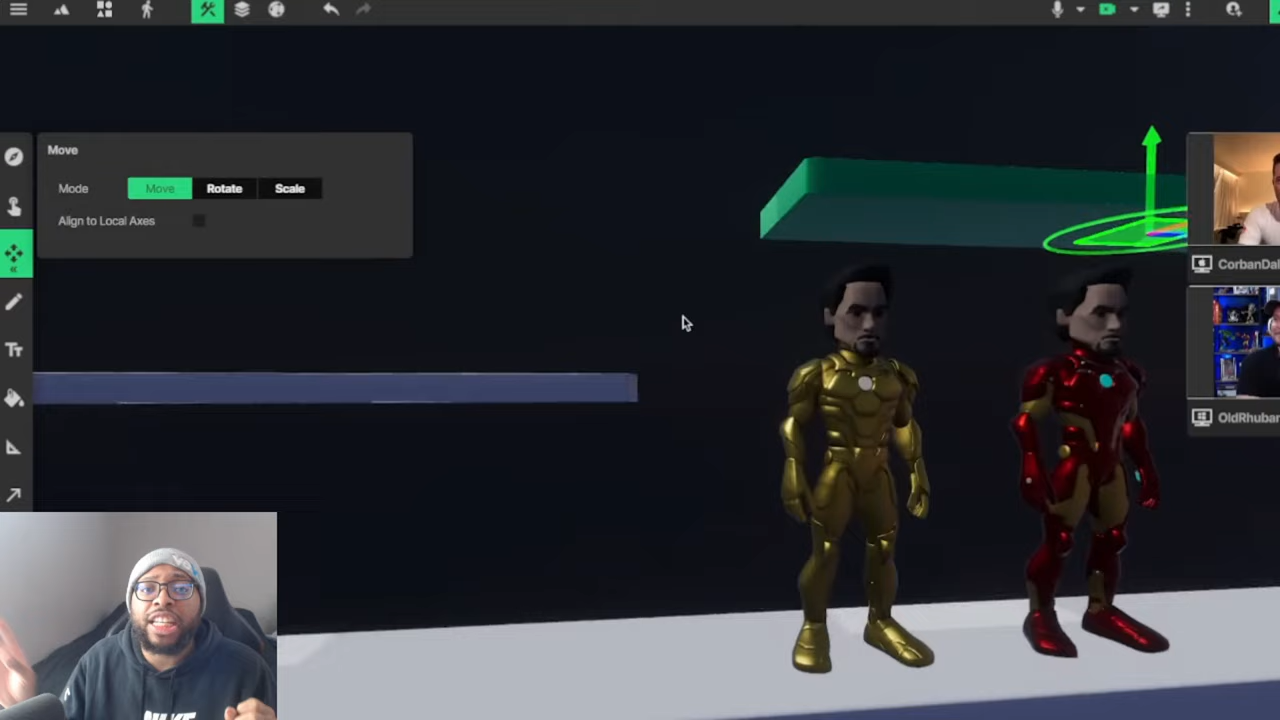 Move
Mode Move Rotate Scale
Align to Local Axes
CorbanDal
OldRhubar